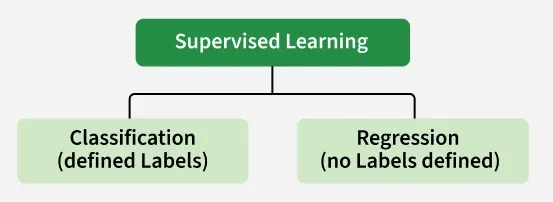 Supervised Learning
Classification
(defined Labels)
Regression
(no Labels defined)